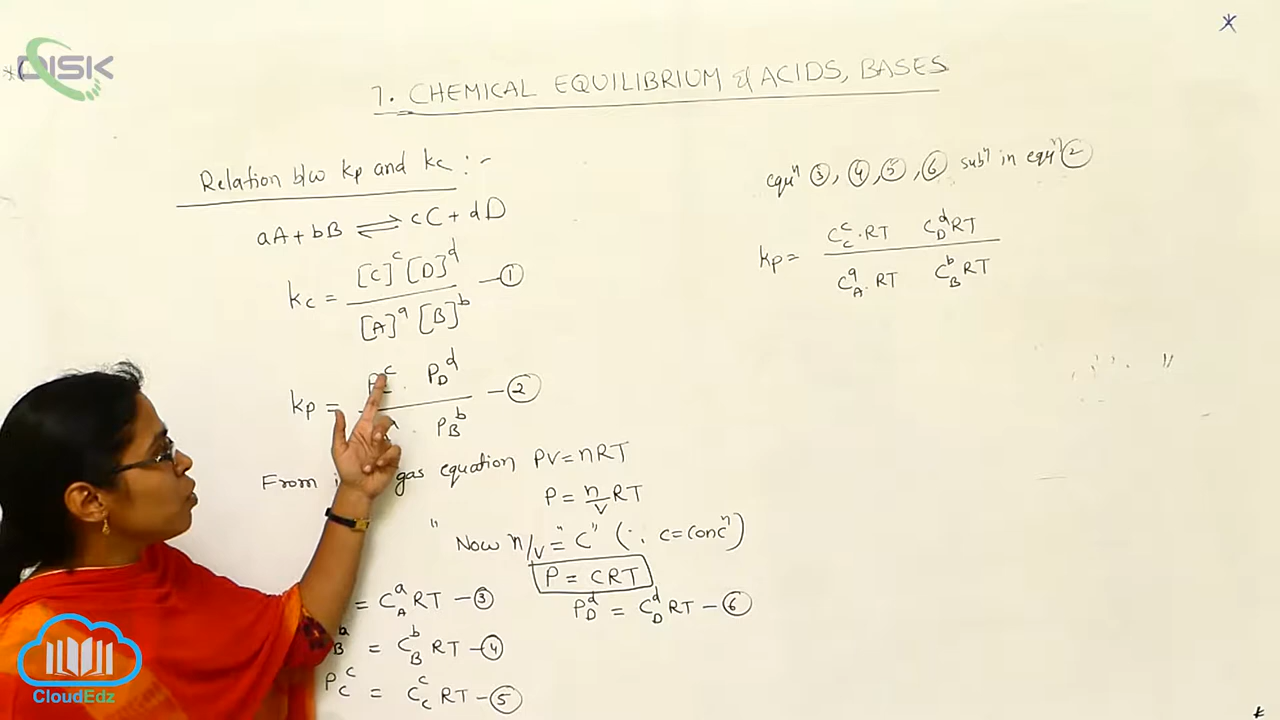 DISK
7. CHEMICAL EQUILIBRIUM & ACIDS, BASES
Relation b/w kp and kc :-
aA + bB ⇌ cC + dD
kc = [C]^c [D]^d / [A]^a [B]^b — ①
kp = P_C^c . P_D^d / . P_B^b — ②
From gas equation PV = nRT
P = n/V RT
Now n/V = "C" (∵ c = conc^n)
P = CRT
= C_A^a RT — ③
P_D^d = C_D^d RT — ⑥
B = C_B^b RT — ④
P_C^c = C_C^c RT — ⑤
equ^n ③, ④, ⑤, ⑥ sub^n in equ^n ②
kp = C_C^c . RT C_D^d RT / C_A^a . RT C_B^b RT
CloudEdz